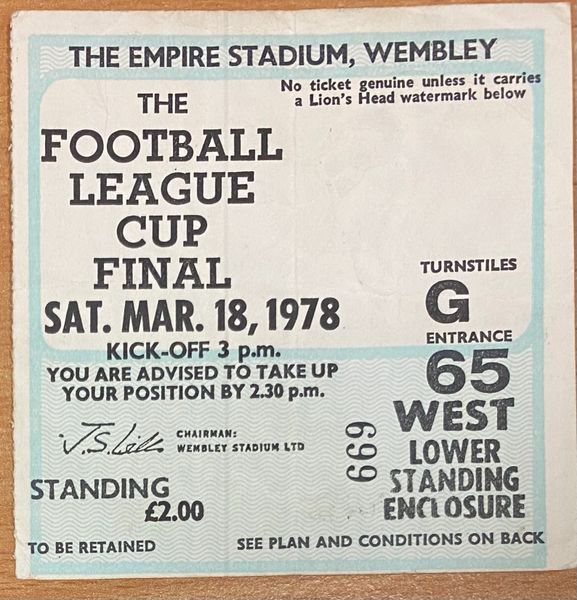 THE EMPIRE STADIUM, WEMBLEY
No ticket genuine unless it carries
a Lion's Head watermark below
THE
FOOTBALL
LEAGUE
CUP
FINAL
SAT. MAR. 18, 1978
KICK-OFF 3 p.m.
YOU ARE ADVISED TO TAKE UP
YOUR POSITION BY 2.30 p.m.
CHAIRMAN:
WEMBLEY STADIUM LTD
STANDING
£2.00
TO BE RETAINED
TURNSTILES
G
ENTRANCE
65
WEST
LOWER
STANDING
ENCLOSURE
699
SEE PLAN AND CONDITIONS ON BACK